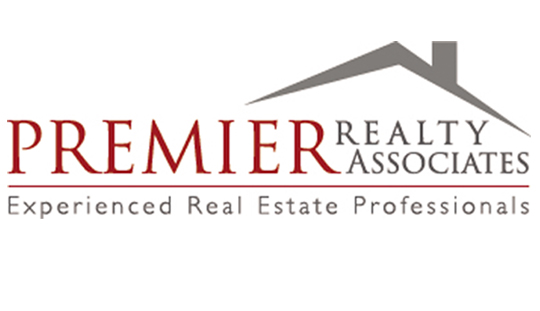 PREMIER REALTY
ASSOCIATES
Experienced Real Estate Professionals